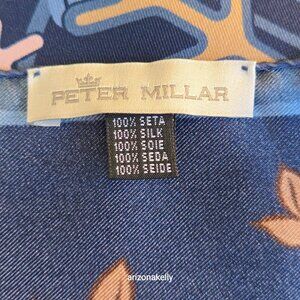 PETER MILLAR
100% SETA
100% SILK
100% SOIE
100% SEDA
100% SEIDE
arizonakelly